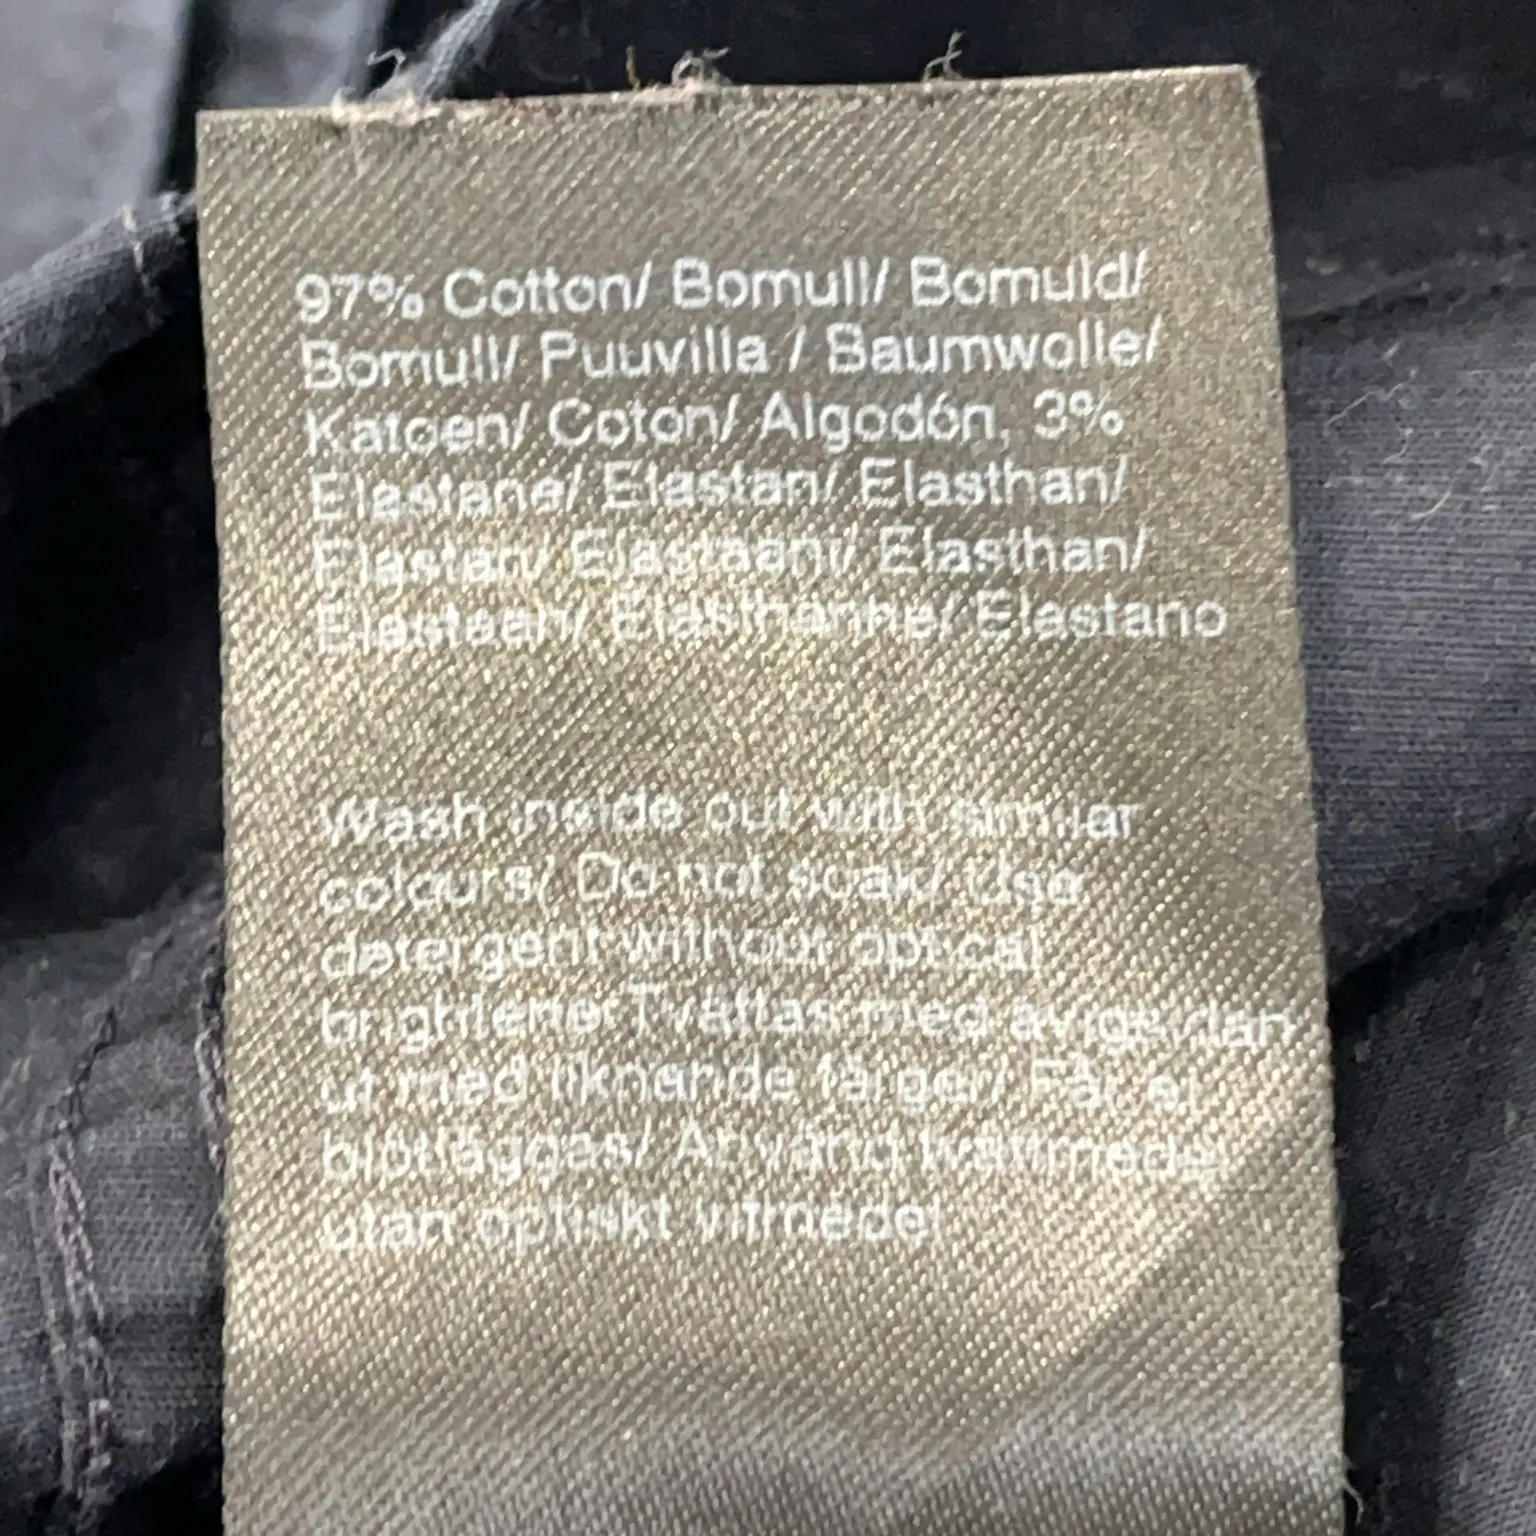 97% Cotton/ Bomull/ Bomuld/
Bomull/ Puuvilla / Baumwolle/
Katoen/ Coton/ Algodón, 3%
Elastane/ Elastan/ Elasthan/
Elastan/ Elastaani/ Elasthan/
Elastaan/ Elasthanne/ Elastano
Wash inside out with similar
colours/ Do not soak/ Use
detergent without optical
brightener Tvättas med avigsidan
ut med liknande färger/ Får ej
blötläggas/ Använd tvättmedel
utan optiskt vitmedel